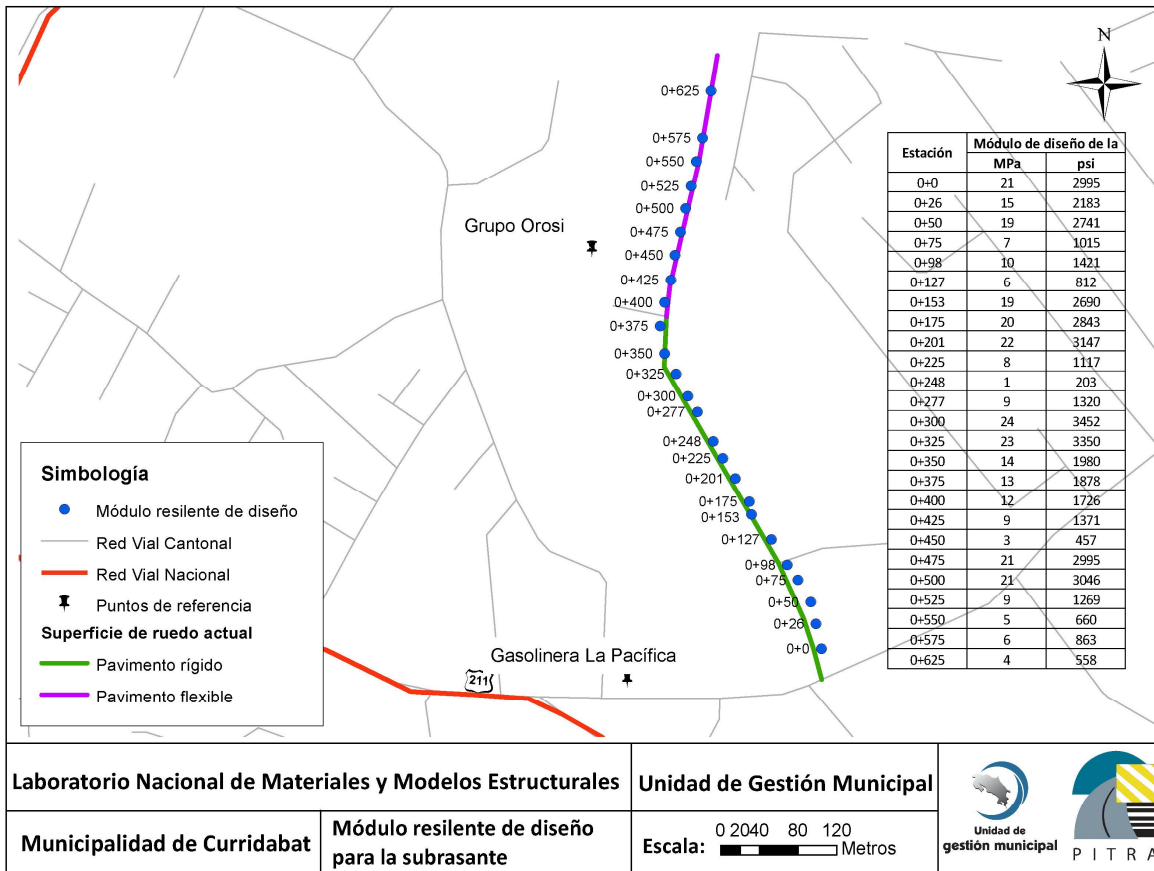 N
0+625
0+575
0+550
0+525
0+500
0+475
0+450
0+425
0+400
0+375
0+350
0+325
0+300
0+277
0+248
0+225
0+201
0+175
0+153
0+127
0+98
0+75
0+50
0+26
0+0
Grupo Orosi
Gasolinera La Pacífica
211
Estación Módulo de diseño de la
MPa psi
0+0 21 2995
0+26 15 2183
0+50 19 2741
0+75 7 1015
0+98 10 1421
0+127 6 812
0+153 19 2690
0+175 20 2843
0+201 22 3147
0+225 8 1117
0+248 1 203
0+277 9 1320
0+300 24 3452
0+325 23 3350
0+350 14 1980
0+375 13 1878
0+400 12 1726
0+425 9 1371
0+450 3 457
0+475 21 2995
0+500 21 3046
0+525 9 1269
0+550 5 660
0+575 6 863
0+625 4 558
Simbología
Módulo resilente de diseño
Red Vial Cantonal
Red Vial Nacional
Puntos de referencia
Superficie de ruedo actual
Pavimento rígido
Pavimento flexible
Laboratorio Nacional de Materiales y Modelos Estructurales
Unidad de Gestión Municipal
Municipalidad de Curridabat
Módulo resilente de diseño
para la subrasante
Escala: 0 2040 80 120 Metros
Unidad de
gestión municipal
PITRA